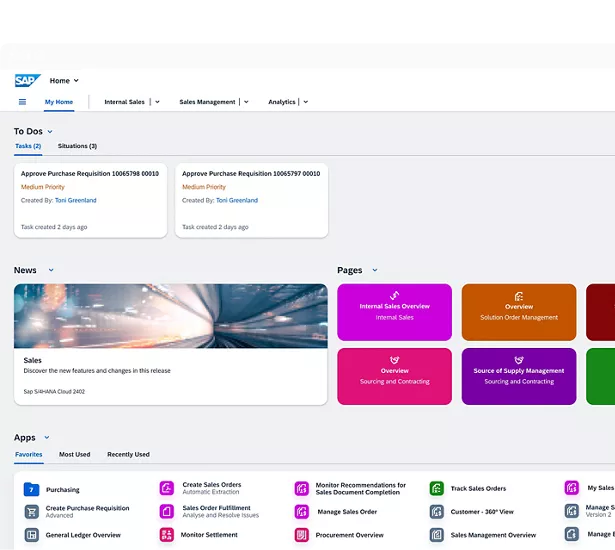 SAP Home
My Home Internal Sales Sales Management Analytics
To Dos
Tasks (2) Situations (3)
Approve Purchase Requisition 10065798 00010
Medium Priority
Created By: Toni Greenland
Task created 2 days ago
Approve Purchase Requisition 10065797 00010
Medium Priority
Created By: Toni Greenland
Task created 2 days ago
News
Sales
Discover the new features and changes in this release
Sap S/4HANA Cloud 2402
Pages
Internal Sales Overview
Internal Sales
Overview
Solution Order Management
Overview
Sourcing and Contracting
Source of Supply Management
Sourcing and Contracting
Apps
Favorites Most Used Recently Used
7 Purchasing
Create Sales Orders
Automatic Extraction
Monitor Recommendations for
Sales Document Completion
Track Sales Orders
My Sales
Create Purchase Requisition
Advanced
Sales Order Fulfillment
Analyse and Resolve Issues
Manage Sales Order
Customer - 360° View
Manage S
Version 2
General Ledger Overview
Monitor Settlement
Procurement Overview
Sales Management Overview
Manag